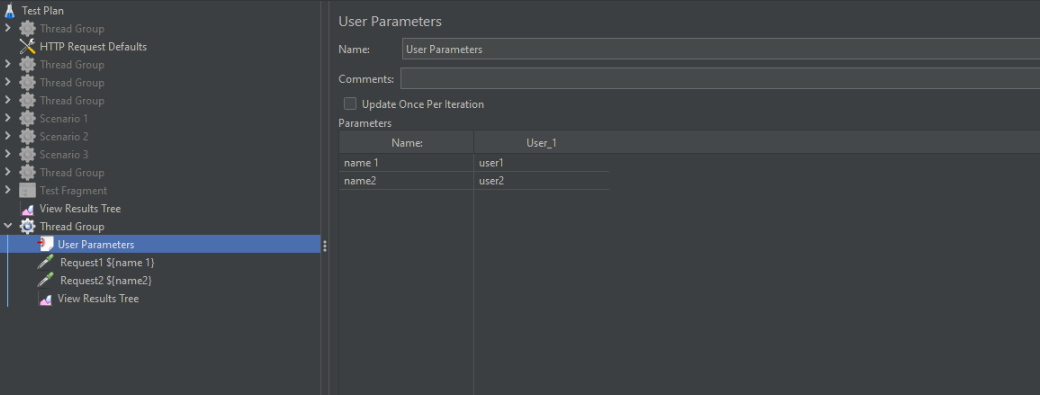 Test Plan
Thread Group
HTTP Request Defaults
Thread Group
Thread Group
Thread Group
Scenario 1
Scenario 2
Scenario 3
Thread Group
Test Fragment
View Results Tree
Thread Group
User Parameters
Request1 ${name 1}
Request2 ${name2}
View Results Tree
User Parameters
Name: User Parameters
Comments:
Update Once Per Iteration
Parameters
Name: User_1
name 1 user1
name2 user2